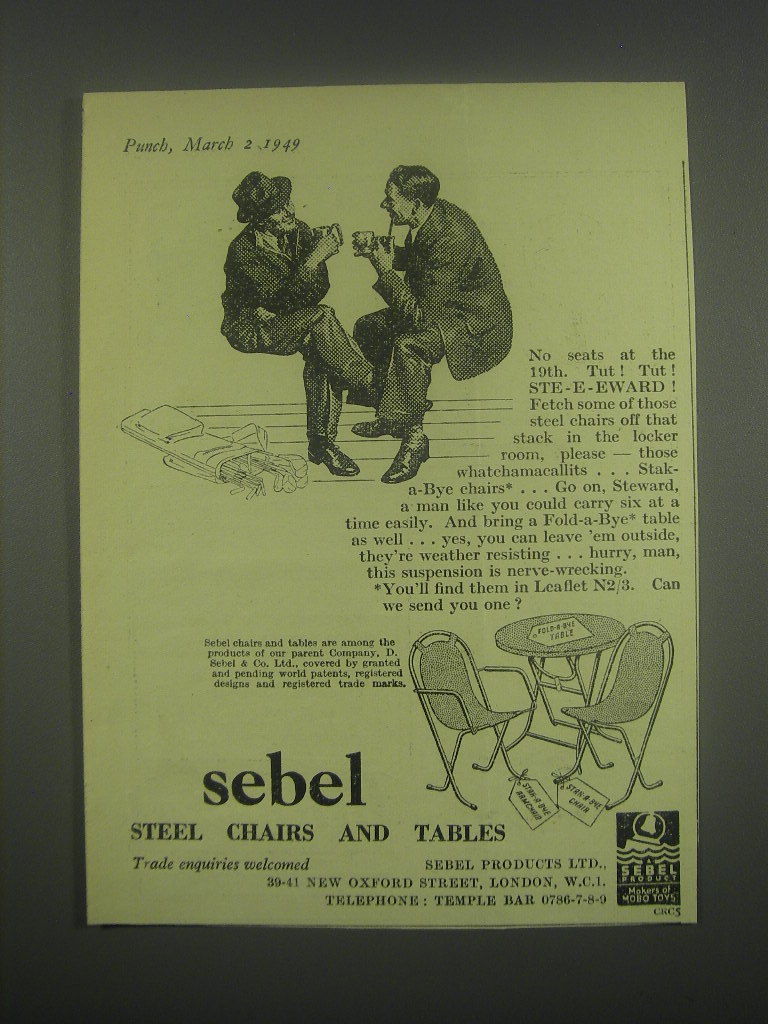 Punch, March 2 1949
No seats at the
19th. Tut! Tut!
STE-E-EWARD!
Fetch some of those
steel chairs off that
stack in the locker
room, please — those
whatchamacallits . . . Stak-
a-Bye chairs* . . . Go on, Steward,
a man like you could carry six at a
time easily. And bring a Fold-a-Bye* table
as well . . . yes, you can leave 'em outside,
they're weather resisting . . . hurry, man,
this suspension is nerve-wrecking.
*You'll find them in Leaflet N2/3. Can
we send you one?
Sebel chairs and tables are among the
products of our parent Company, D.
Sebel & Co. Ltd., covered by granted
and pending world patents, registered
designs and registered trade marks.
FOLD-A-BYE
TABLE
STAK-A-BYE
ARMCHAIR
STAK-A-BYE
CHAIR
sebel
STEEL CHAIRS AND TABLES
Trade enquiries welcomed
SEBEL PRODUCTS LTD.,
39-41 NEW OXFORD STREET, LONDON, W.C.1.
TELEPHONE: TEMPLE BAR 0786-7-8-9
A
SEBEL
PRODUCT
Makers of
MOBO TOYS
CRC5